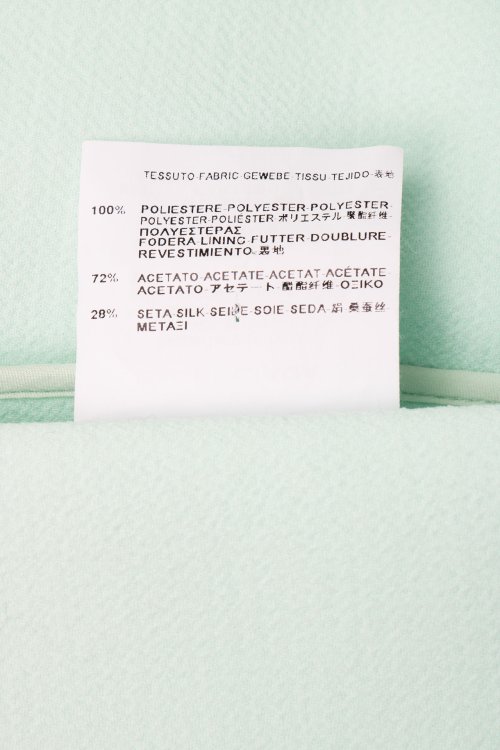 TESSUTO-FABRIC-GEWEBE-TISSU-TEJIDO-表地
100% POLIESTERE-POLYESTER-POLYESTER
POLYESTER-POLIÉSTER-ポリエステル-聚酯纤维-
ΠΟΛΥΕΣΤΕΡΑΣ
FODERA-LINING-FUTTER-DOUBLURE-
REVESTIMIENTO-裏地
72% ACETATO-ACETATE-ACETAT-ACÉTATE
ACETATO-アセテート-醋酯纤维-ΟΞΙΚΟ
28% SETA-SILK-SEIDE-SOIE-SEDA-絹-桑蚕丝
ΜΕΤΑΞΙ